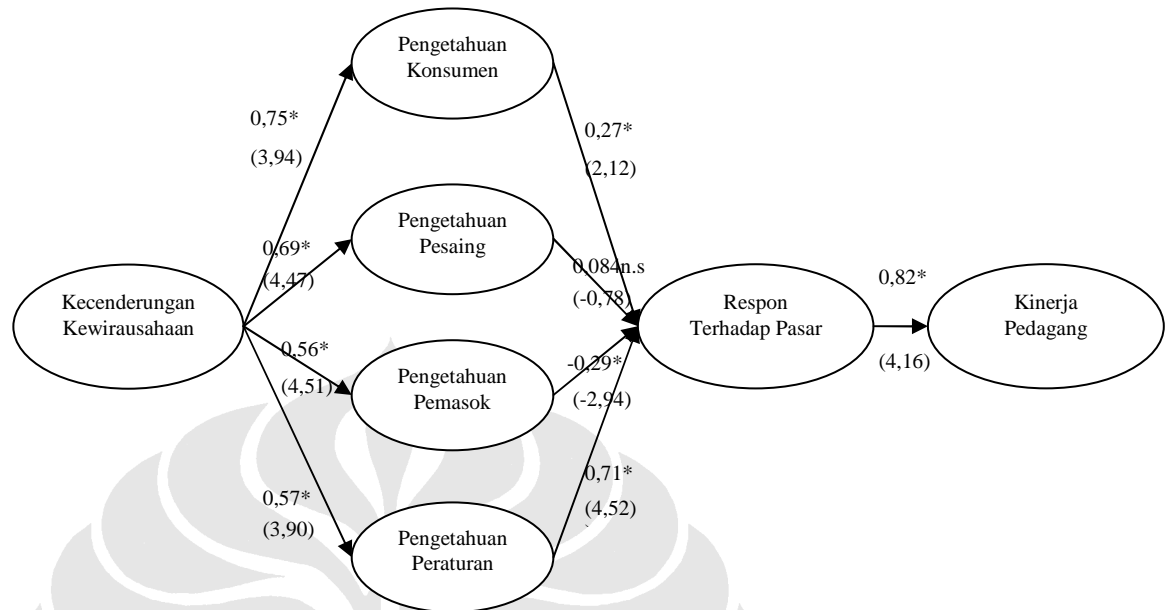 Pengetahuan
Konsumen
0,75*
(3,94)
0,27*
(2,12)
Pengetahuan
Pesaing
0,69*
(4,47)
0,084n.s
(-0,78)
Kecenderungan
Kewirausahaan
Respon
Terhadap Pasar
0,82*
(4,16)
Kinerja
Pedagang
0,56*
(4,51)
Pengetahuan
Pemasok
-0,29*
(-2,94)
0,57*
(3,90)
0,71*
(4,52)
Pengetahuan
Peraturan